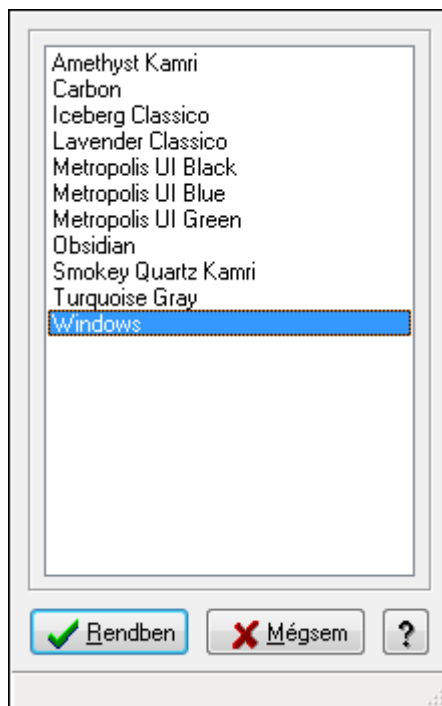 Amethyst Kamri
Carbon
Iceberg Classico
Lavender Classico
Metropolis UI Black
Metropolis UI Blue
Metropolis UI Green
Obsidian
Smokey Quartz Kamri
Turquoise Gray
Windows
Rendben Mégsem ?